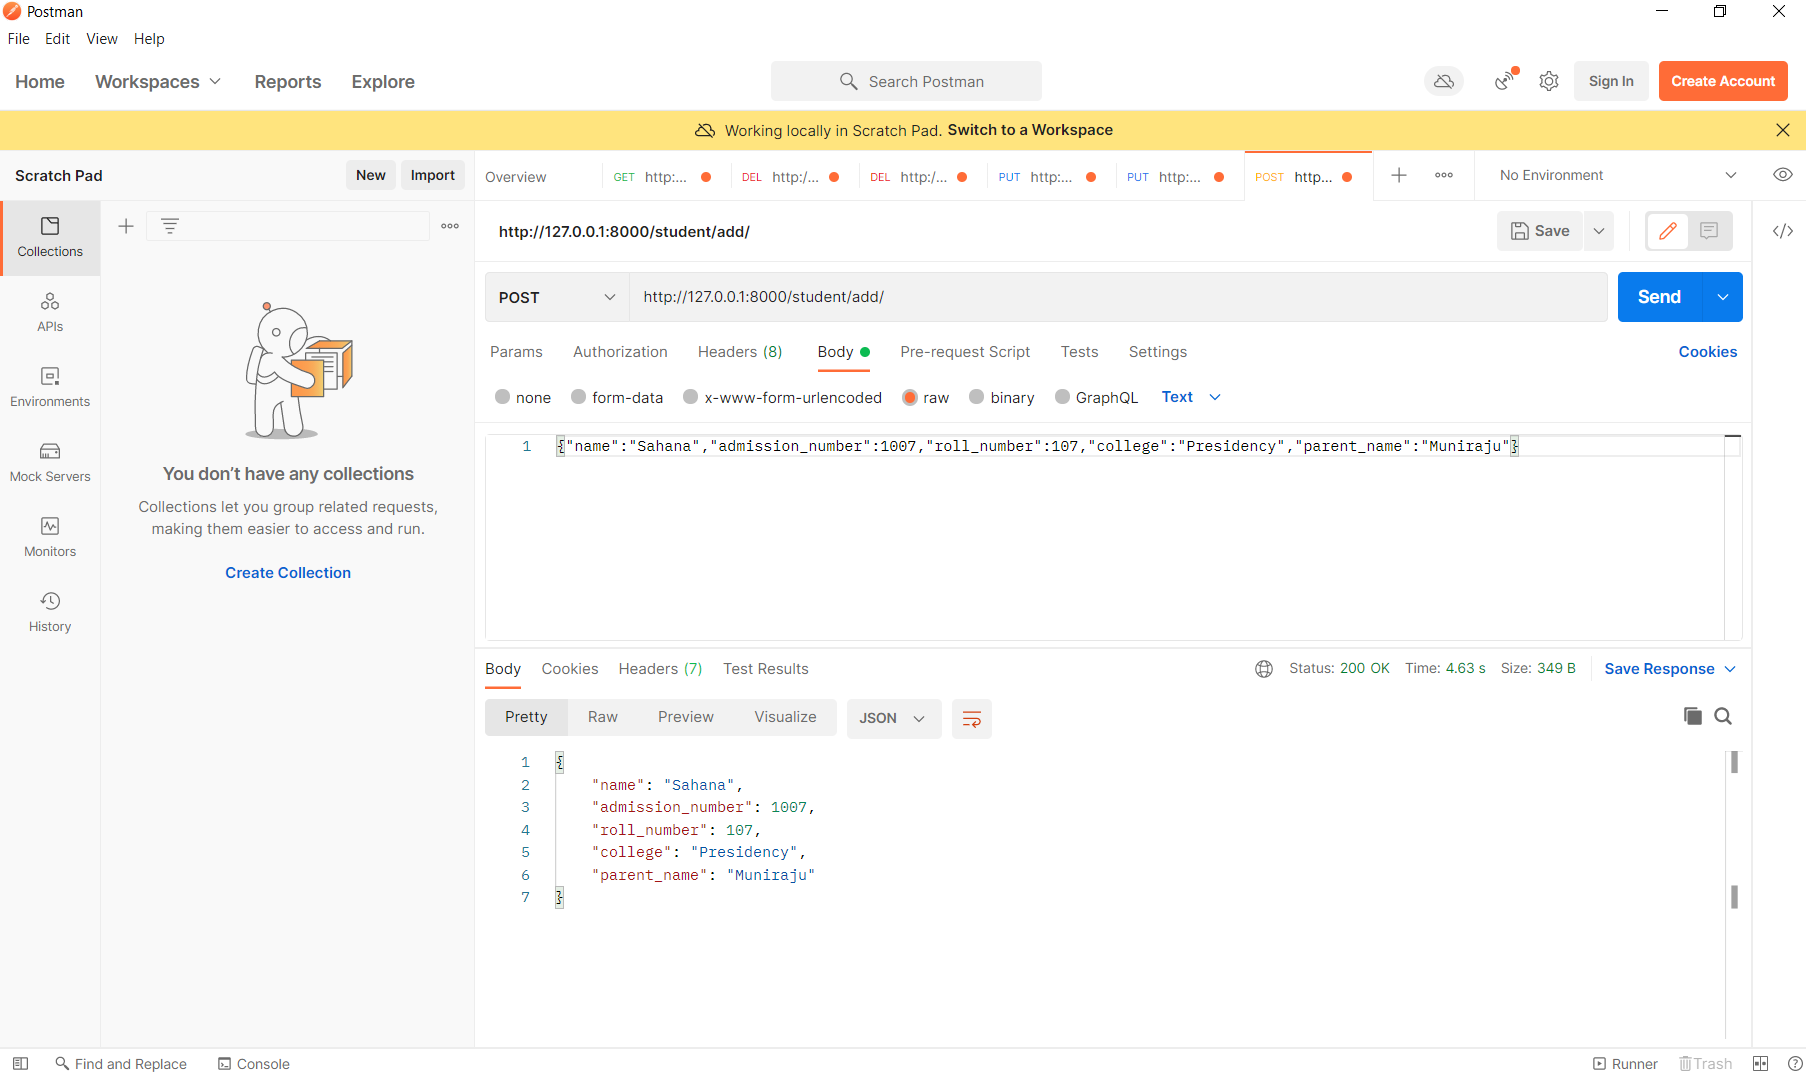 Postman
File Edit View Help
Home Workspaces Reports Explore Search Postman Sign In Create Account
Working locally in Scratch Pad. Switch to a Workspace
Scratch Pad New Import Overview GET http:... DEL http:/... DEL http:/... PUT http:... PUT http:... POST http... No Environment
Collections
http://127.0.0.1:8000/student/add/ Save
POST http://127.0.0.1:8000/student/add/ Send
APIs
Params Authorization Headers (8) Body Pre-request Script Tests Settings Cookies
Environments
none form-data x-www-form-urlencoded raw binary GraphQL Text
1 {"name":"Sahana","admission_number":1007,"roll_number":107,"college":"Presidency","parent_name":"Muniraju"}
Mock Servers
You don't have any collections
Collections let you group related requests,
making them easier to access and run.
Monitors
Create Collection
History
Body Cookies Headers (7) Test Results Status: 200 OK Time: 4.63 s Size: 349 B Save Response
Pretty Raw Preview Visualize JSON
1 {
2 "name": "Sahana",
3 "admission_number": 1007,
4 "roll_number": 107,
5 "college": "Presidency",
6 "parent_name": "Muniraju"
7 }
Find and Replace Console Runner Trash